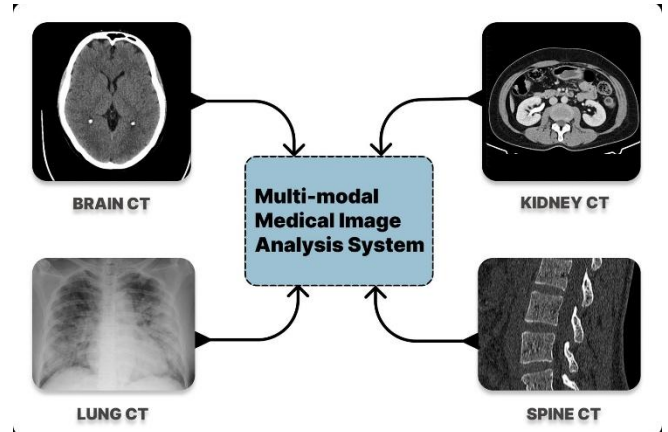 BRAIN CT
KIDNEY CT
Multi-modal
Medical Image
Analysis System
LUNG CT
SPINE CT